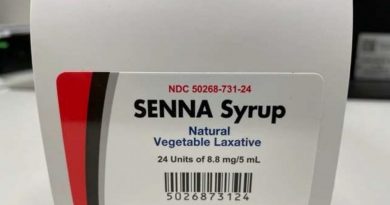 NDC 50268-731-24
SENNA Syrup
Natural
Vegetable Laxative
24 Units of 8.8 mg/5 mL
5026873124